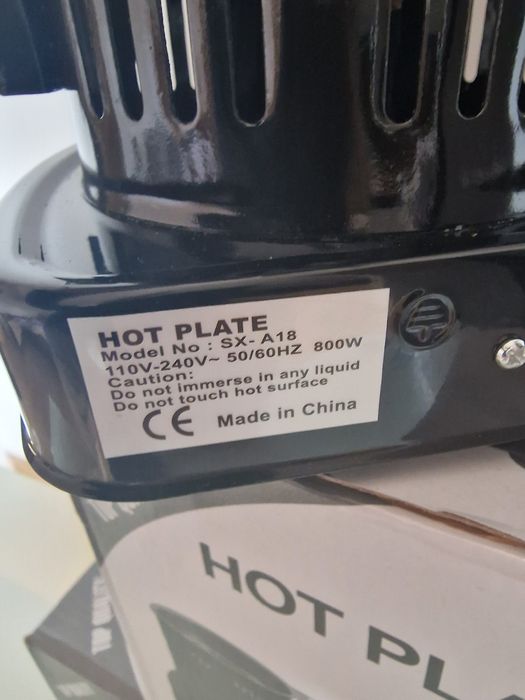 HOT PLATE
Model No : SX- A18
110V-240V~ 50/60HZ 800W
Caution:
Do not immerse in any liquid
Do not touch hot surface
CE Made in China
HOT PL